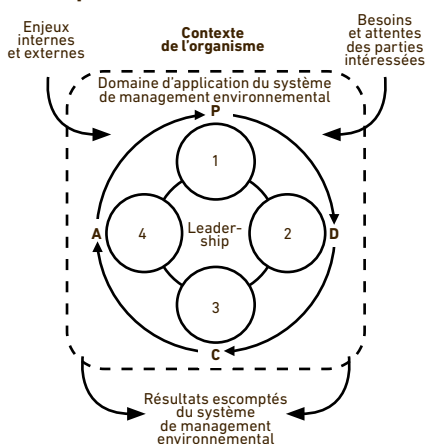 Enjeux
internes
et externes
Contexte
de l'organisme
Besoins
et attentes
des parties
intéressées
Domaine d'application du système
de management environnemental
P
1
A
4
Leader-
ship
2
D
3
C
Résultats escomptés
du système
de management
environnemental